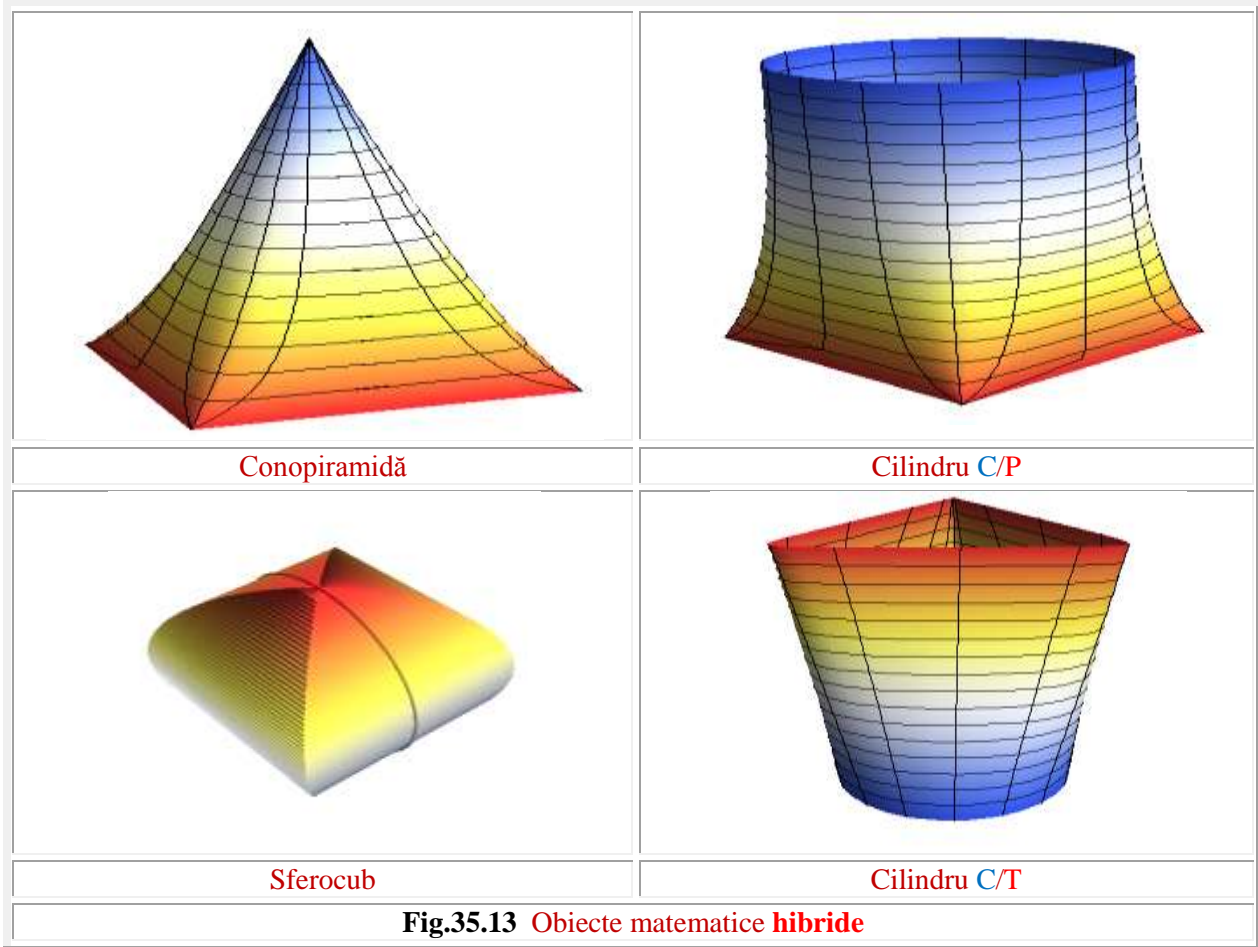 Conopiramidă
Cilindru C/P
Sferocub
Cilindru C/T
Fig.35.13 Obiecte matematice hibride